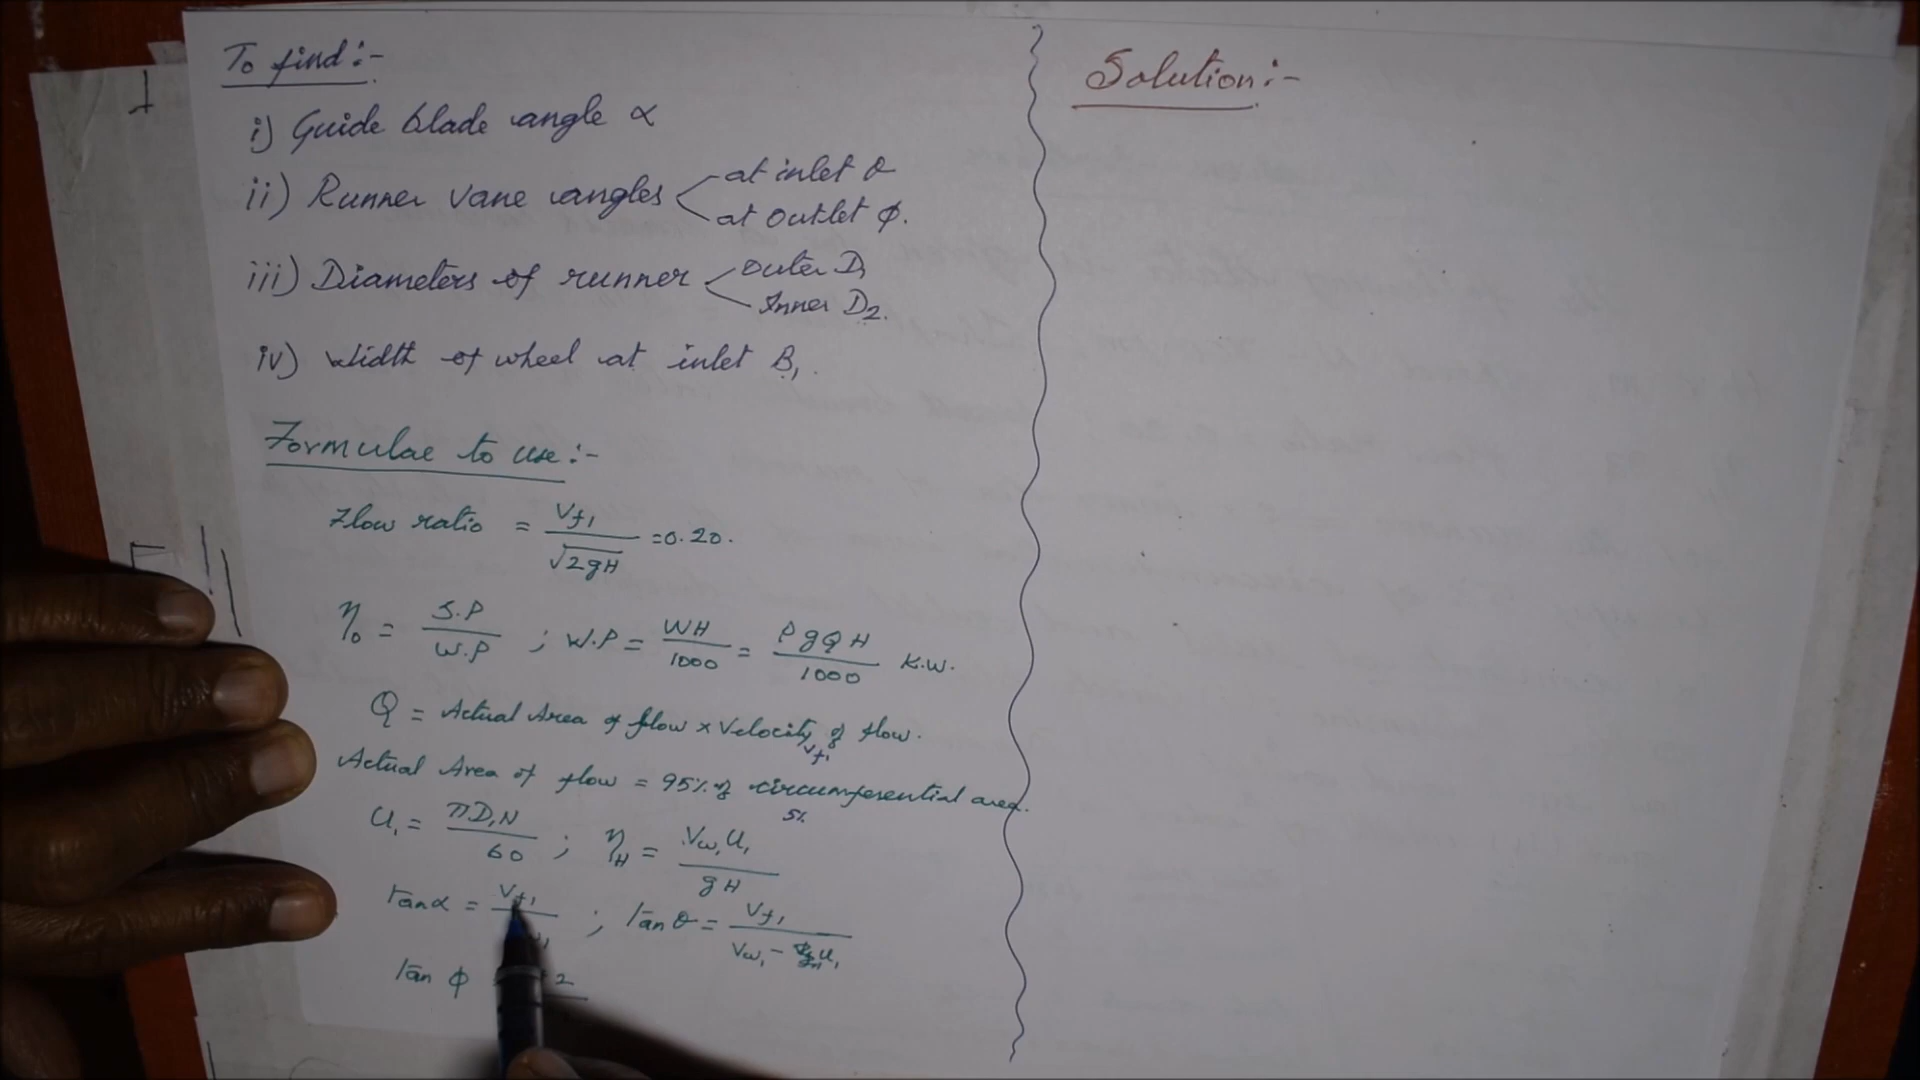 To find:-
i) Guide blade angle α
ii) Runner vane angles < at inlet θ
at outlet φ.
iii) Diameters of runner < outer D1
Inner D2.
iv) Width of wheel at inlet B1.
Formulae to use:-
Flow ratio = Vf1 / √2gH = 0.20.
η0 = S.P / W.P ; W.P = WH / 1000 = ρgQH / 1000 K.W.
Q = Actual Area of flow × Velocity of flow.
Vf1
Actual Area of flow = 95% of circumferential area.
5%
U1 = πD1N / 60 ; ηH = Vw1 U1 / gH
Tan α = Vf1 / ; Tan θ = Vf1 / Vw1 - U1
Tan φ
Solution:-